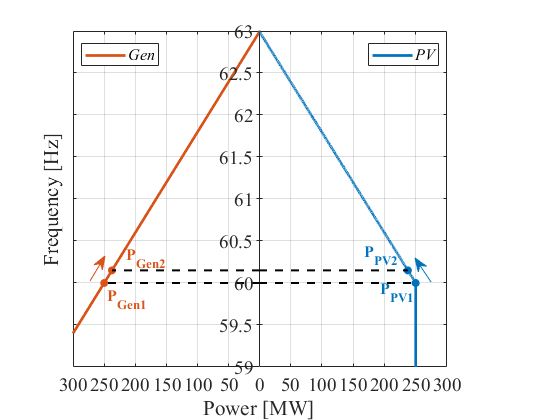 63
Gen
PV
62.5
62
61.5
61
60.5
60
59.5
59
Frequency [Hz]
P_Gen2
P_Gen1
P_PV2
P_PV1
300 250 200 150 100 50 0 50 100 150 200 250 300
Power [MW]